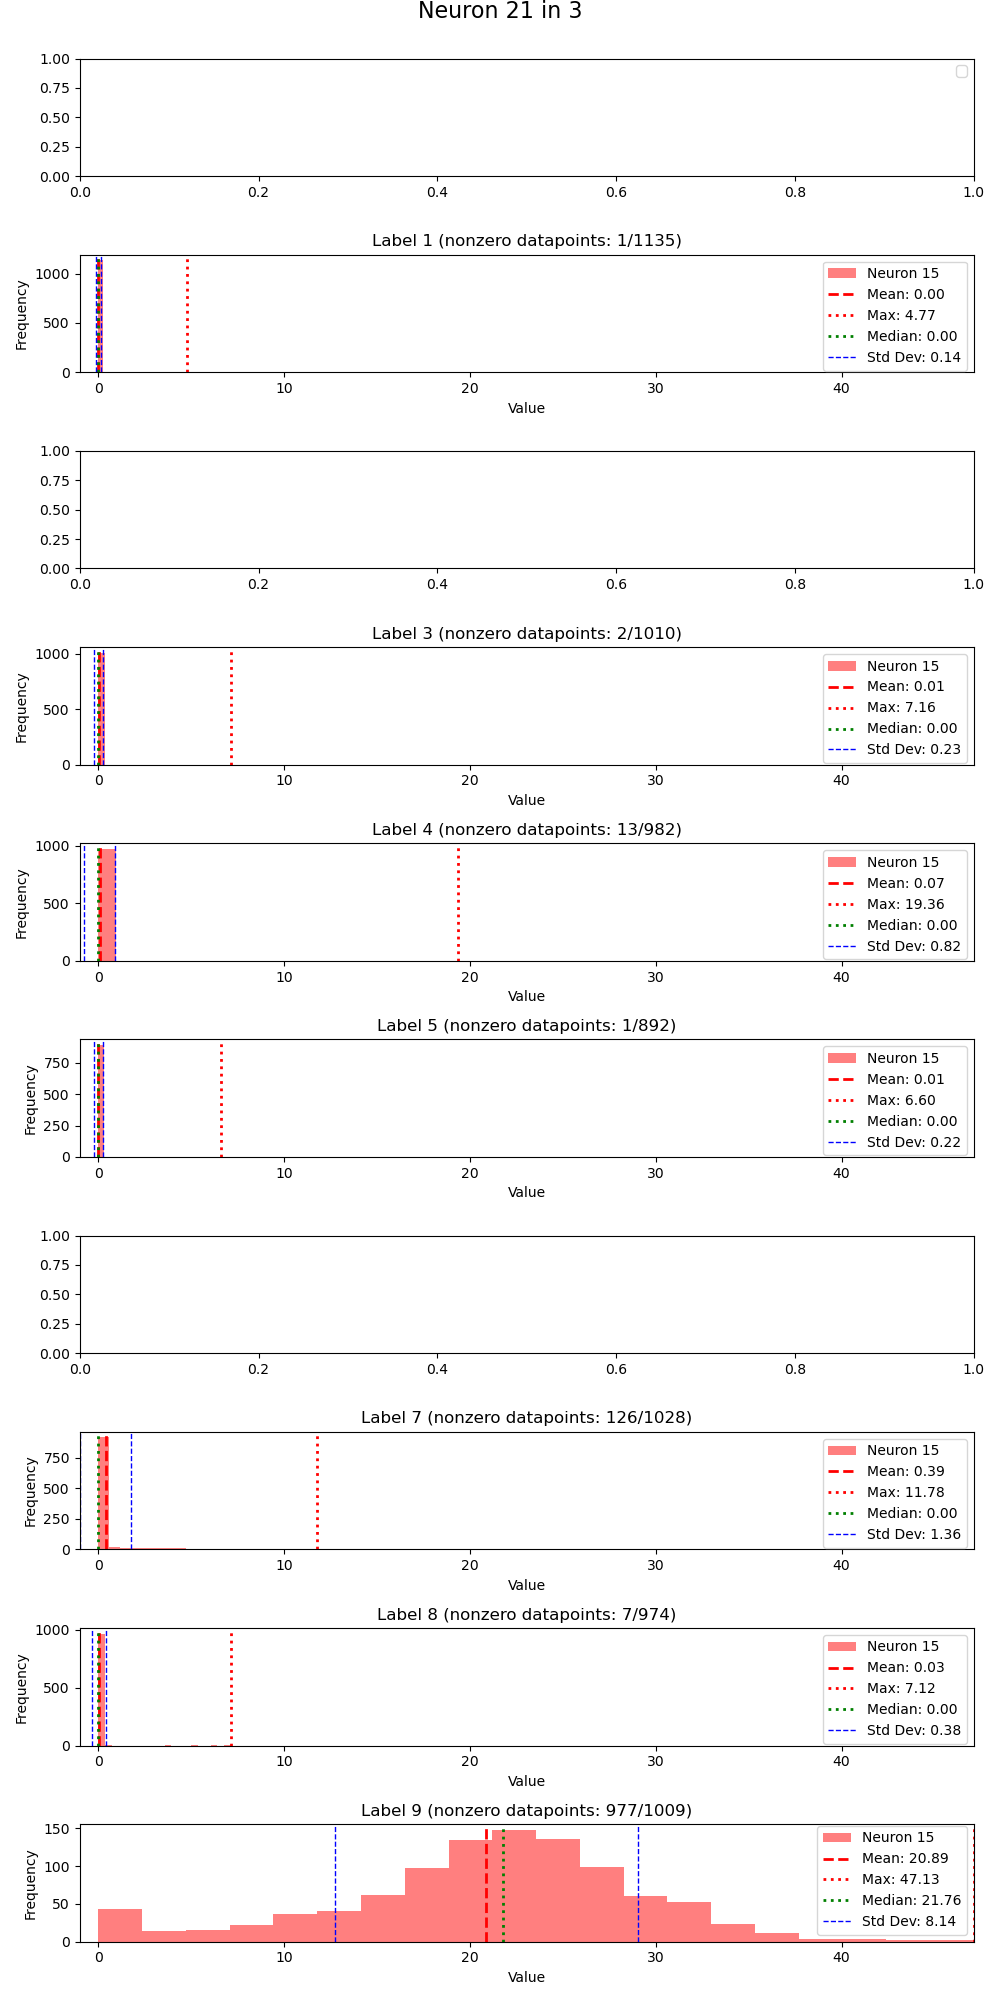 Neuron 21 in 3
1.00
0.75
0.50
0.25
0.00
0.0 0.2 0.4 0.6 0.8 1.0
Label 1 (nonzero datapoints: 1/1135)
Frequency
1000
500
0
Neuron 15
Mean: 0.00
Max: 4.77
Median: 0.00
Std Dev: 0.14
0 10 20 30 40
Value
1.00
0.75
0.50
0.25
0.00
0.0 0.2 0.4 0.6 0.8 1.0
Label 3 (nonzero datapoints: 2/1010)
Frequency
1000
500
0
Neuron 15
Mean: 0.01
Max: 7.16
Median: 0.00
Std Dev: 0.23
0 10 20 30 40
Value
Label 4 (nonzero datapoints: 13/982)
Frequency
1000
500
0
Neuron 15
Mean: 0.07
Max: 19.36
Median: 0.00
Std Dev: 0.82
0 10 20 30 40
Value
Label 5 (nonzero datapoints: 1/892)
Frequency
750
500
250
0
Neuron 15
Mean: 0.01
Max: 6.60
Median: 0.00
Std Dev: 0.22
0 10 20 30 40
Value
1.00
0.75
0.50
0.25
0.00
0.0 0.2 0.4 0.6 0.8 1.0
Label 7 (nonzero datapoints: 126/1028)
Frequency
750
500
250
0
Neuron 15
Mean: 0.39
Max: 11.78
Median: 0.00
Std Dev: 1.36
0 10 20 30 40
Value
Label 8 (nonzero datapoints: 7/974)
Frequency
1000
500
0
Neuron 15
Mean: 0.03
Max: 7.12
Median: 0.00
Std Dev: 0.38
0 10 20 30 40
Value
Label 9 (nonzero datapoints: 977/1009)
Frequency
150
100
50
0
Neuron 15
Mean: 20.89
Max: 47.13
Median: 21.76
Std Dev: 8.14
0 10 20 30 40
Value